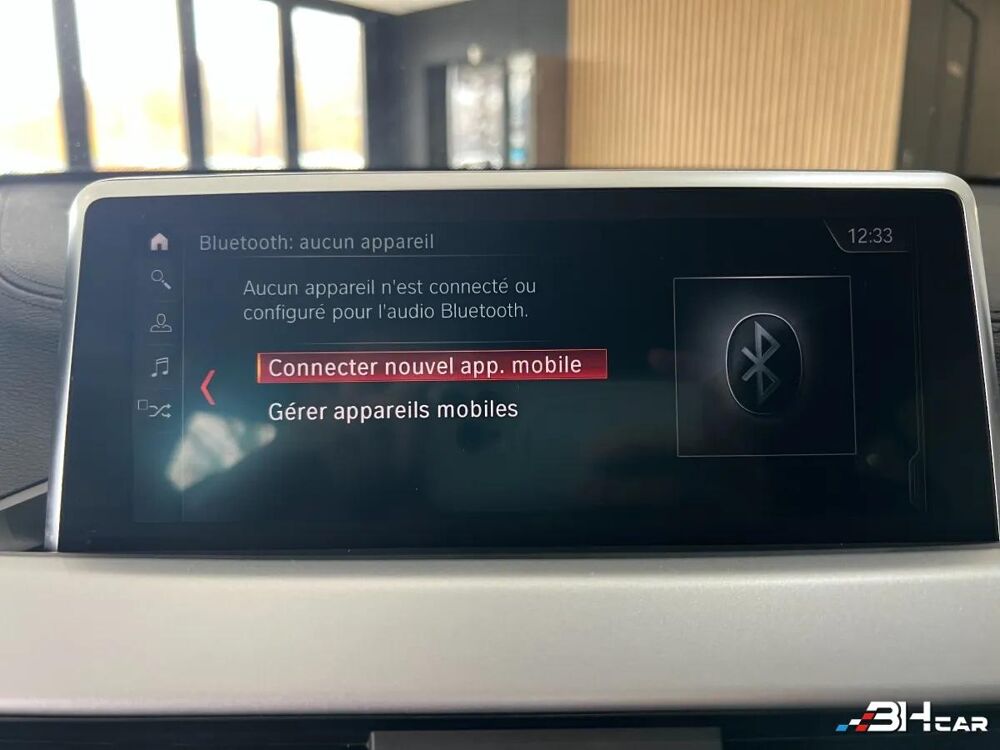 Bluetooth: aucun appareil
12:33
Aucun appareil n'est connecté ou
configuré pour l'audio Bluetooth.
Connecter nouvel app. mobile
Gérer appareils mobiles
BHCAR